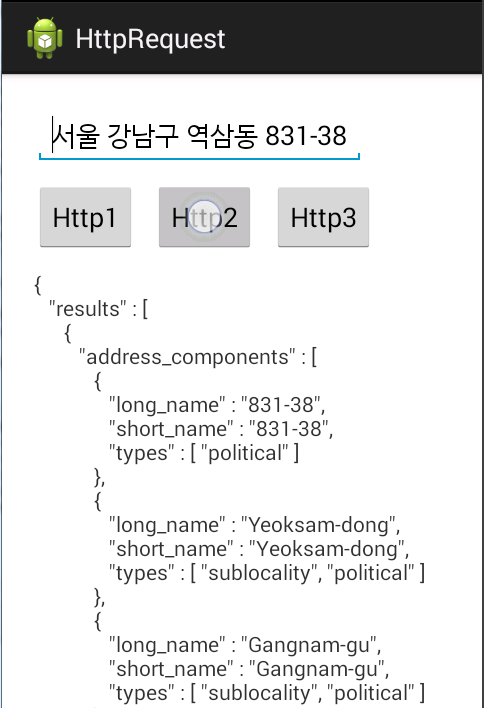 HttpRequest
서울 강남구 역삼동 831-38
Http1 Http2 Http3
{
"results" : [
{
"address_components" : [
{
"long_name" : "831-38",
"short_name" : "831-38",
"types" : [ "political" ]
},
{
"long_name" : "Yeoksam-dong",
"short_name" : "Yeoksam-dong",
"types" : [ "sublocality", "political" ]
},
{
"long_name" : "Gangnam-gu",
"short_name" : "Gangnam-gu",
"types" : [ "sublocality", "political" ]